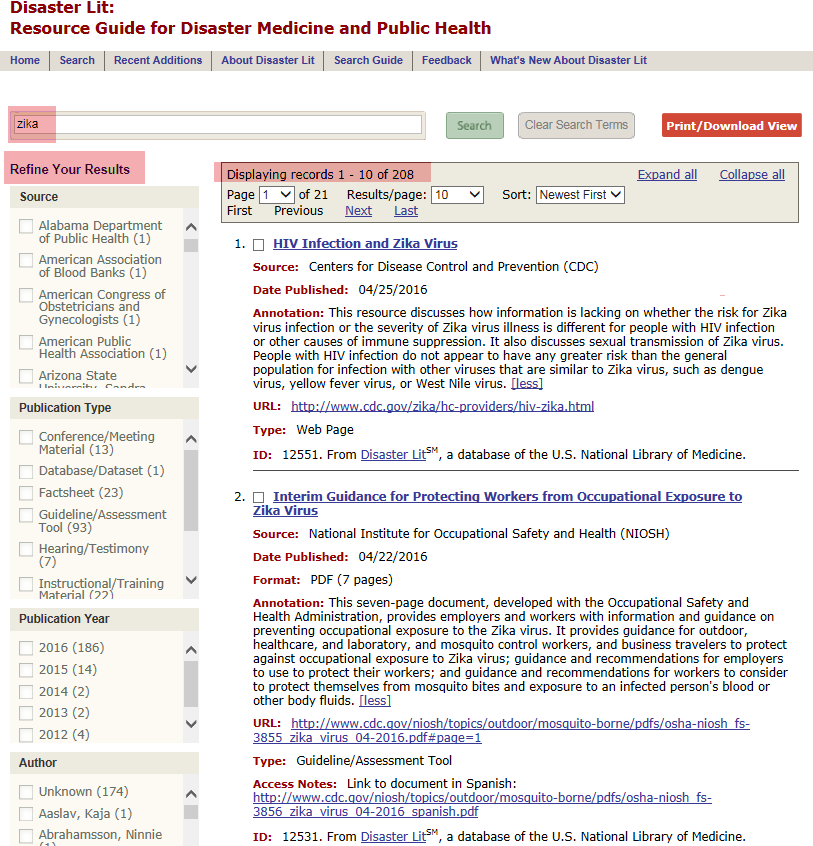 Disaster Lit:
Resource Guide for Disaster Medicine and Public Health
Home Search Recent Additions About Disaster Lit Search Guide Feedback What's New About Disaster Lit
zika
Search
Clear Search Terms
Print/Download View
Refine Your Results
Source
Alabama Department
of Public Health (1)
American Association
of Blood Banks (1)
American Congress of
Obstetricians and
Gynecologists (1)
American Public
Health Association (1)
Arizona State
University, Sandra
Publication Type
Conference/Meeting
Material (13)
Database/Dataset (1)
Factsheet (23)
Guideline/Assessment
Tool (93)
Hearing/Testimony
(7)
Instructional/Training
Material (22)
Publication Year
2016 (186)
2015 (14)
2014 (2)
2013 (2)
2012 (4)
Author
Unknown (174)
Aaslav, Kaja (1)
Abrahamsson, Ninnie
(1)
Displaying records 1 - 10 of 208
Expand all Collapse all
Page 1 of 21 Results/page: 10 Sort: Newest First
First Previous Next Last
1. HIV Infection and Zika Virus
Source: Centers for Disease Control and Prevention (CDC)
Date Published: 04/25/2016
Annotation: This resource discusses how information is lacking on whether the risk for Zika
virus infection or the severity of Zika virus illness is different for people with HIV infection
or other causes of immune suppression. It also discusses sexual transmission of Zika virus.
People with HIV infection do not appear to have any greater risk than the general
population for infection with other viruses that are similar to Zika virus, such as dengue
virus, yellow fever virus, or West Nile virus. [less]
URL: http://www.cdc.gov/zika/hc-providers/hiv-zika.html
Type: Web Page
ID: 12551. From Disaster Lit℠, a database of the U.S. National Library of Medicine.
2. Interim Guidance for Protecting Workers from Occupational Exposure to
Zika Virus
Source: National Institute for Occupational Safety and Health (NIOSH)
Date Published: 04/22/2016
Format: PDF (7 pages)
Annotation: This seven-page document, developed with the Occupational Safety and
Health Administration, provides employers and workers with information and guidance on
preventing occupational exposure to the Zika virus. It provides guidance for outdoor,
healthcare, and laboratory, and mosquito control workers, and business travelers to protect
against occupational exposure to Zika virus; guidance and recommendations for employers
to use to protect their workers; and guidance and recommendations for workers to consider
to protect themselves from mosquito bites and exposure to an infected person's blood or
other body fluids. [less]
URL: http://www.cdc.gov/niosh/topics/outdoor/mosquito-borne/pdfs/osha-niosh_fs-
3855_zika_virus_04-2016.pdf#page=1
Type: Guideline/Assessment Tool
Access Notes: Link to document in Spanish:
http://www.cdc.gov/niosh/topics/outdoor/mosquito-borne/pdfs/osha-niosh_fs-
3856_zika_virus_04-2016_spanish.pdf
ID: 12531. From Disaster Lit℠, a database of the U.S. National Library of Medicine.